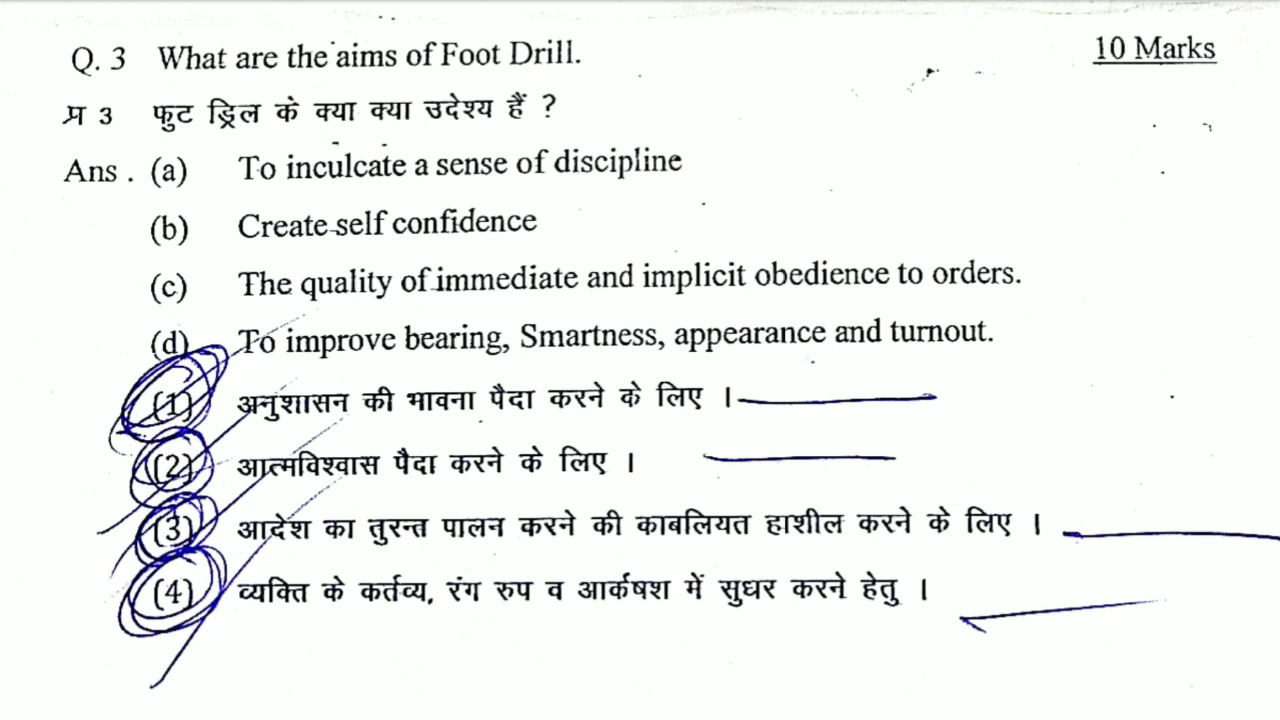 Q. 3 What are the aims of Foot Drill. 10 Marks
प्र 3 फुट ड्रिल के क्या क्या उदेश्य हैं ?
Ans . (a) To inculcate a sense of discipline
(b) Create self confidence
(c) The quality of immediate and implicit obedience to orders.
(d) To improve bearing, Smartness, appearance and turnout.
(1) अनुशासन की भावना पैदा करने के लिए ।
(2) आत्मविश्वास पैदा करने के लिए ।
(3) आदेश का तुरन्त पालन करने की काबलियत हाशील करने के लिए ।
(4) व्यक्ति के कर्तव्य, रंग रुप व आर्कषश में सुधर करने हेतु ।